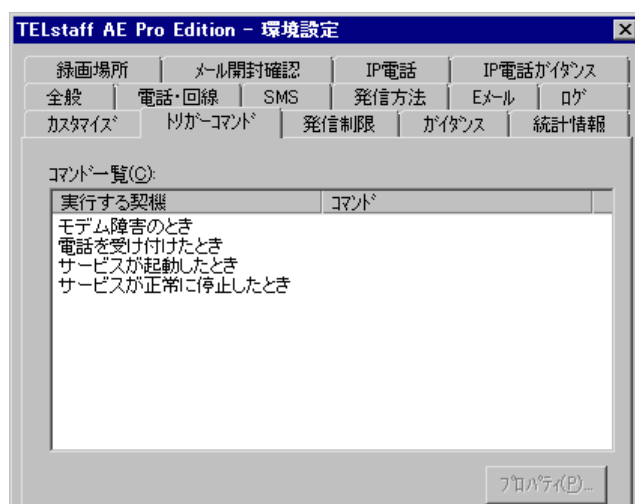 TELstaff AE Pro Edition - 環境設定
録画場所 メール開封確認 IP電話 IP電話ガイダンス
全般 電話・回線 SMS 発信方法 Eメール ログ
カスタマイズ トリガーコマンド 発信制限 ガイダンス 統計情報
コマンド一覧(C):
実行する契機 コマンド
モデム障害のとき
電話を受け付けたとき
サービスが起動したとき
サービスが正常に停止したとき
プロパティ(P)...